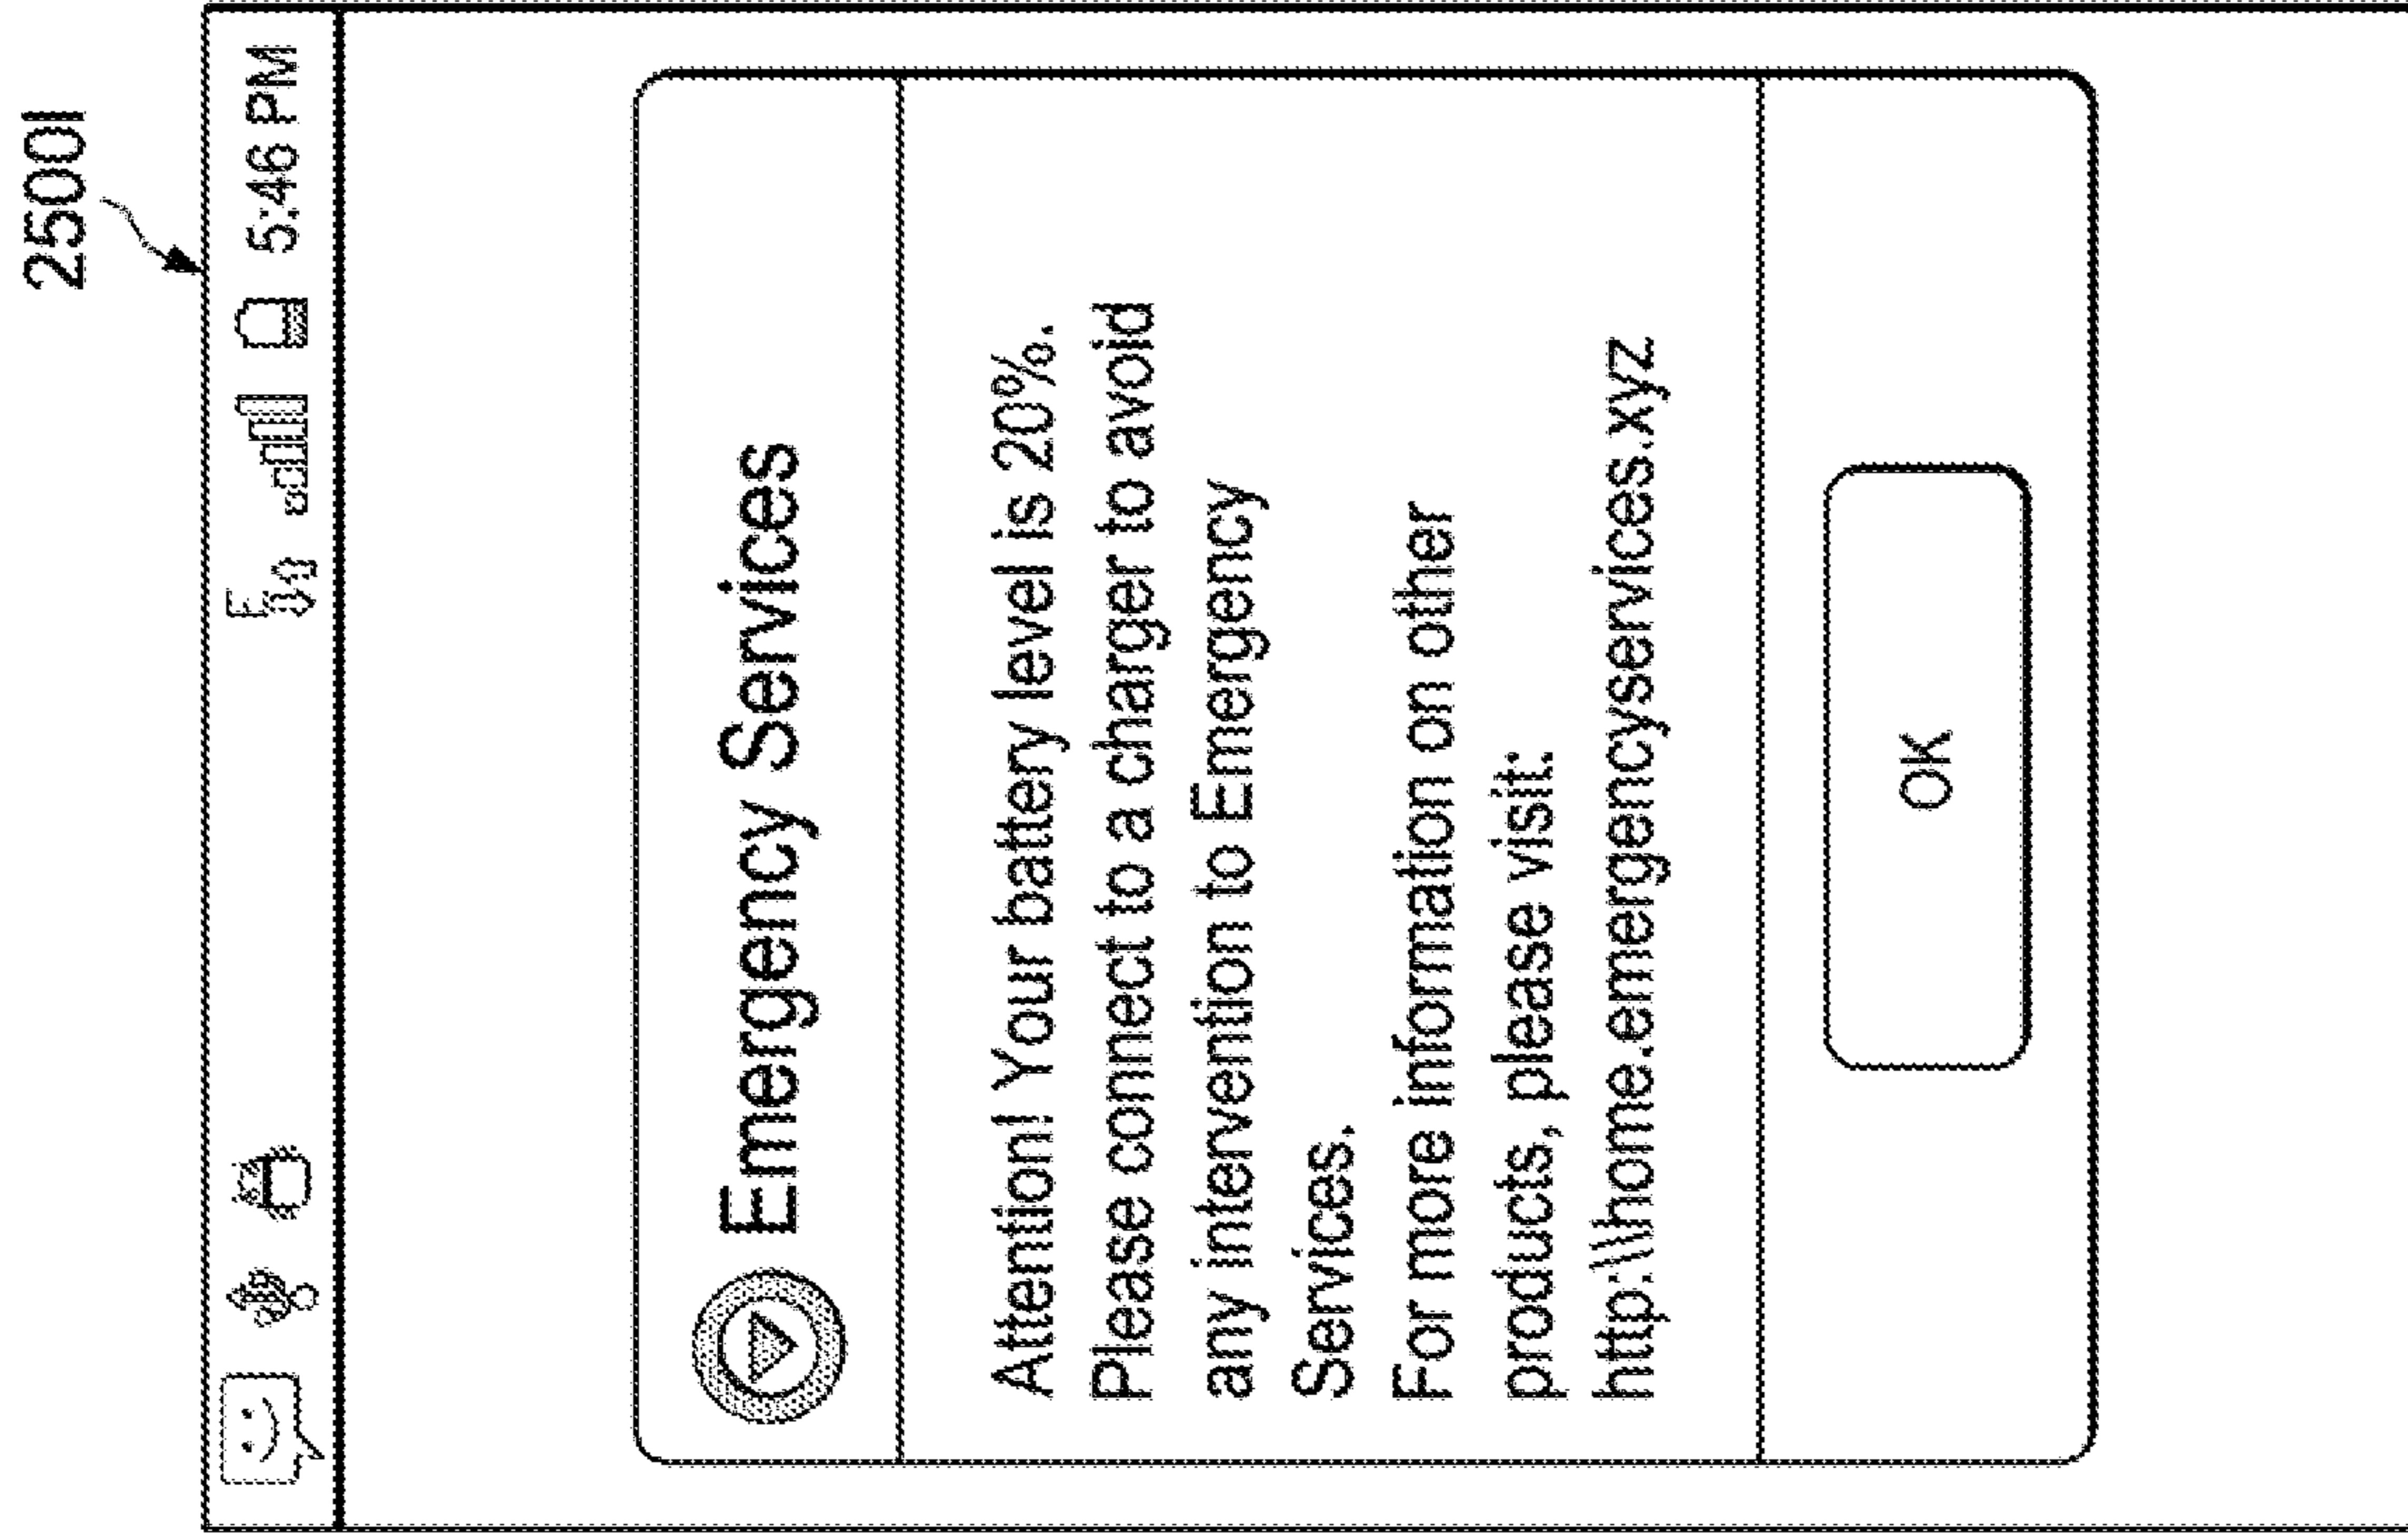 2500I
E
5:46 PM
Emergency Services
Attention! Your battery level is 20%.
Please connect to a charger to avoid
any intervention to Emergency
Services.
For more information on other
products, please visit:
http:\\home.emergencyservices.xyz
OK